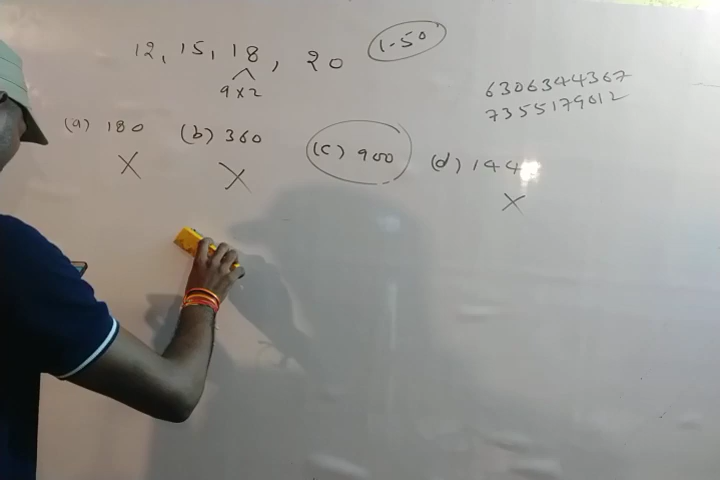 12, 15, 18, 20 1-50
9x2
6306344367
7355179012
(a) 180 (b) 360 (c) 900 (d) 144
X X X